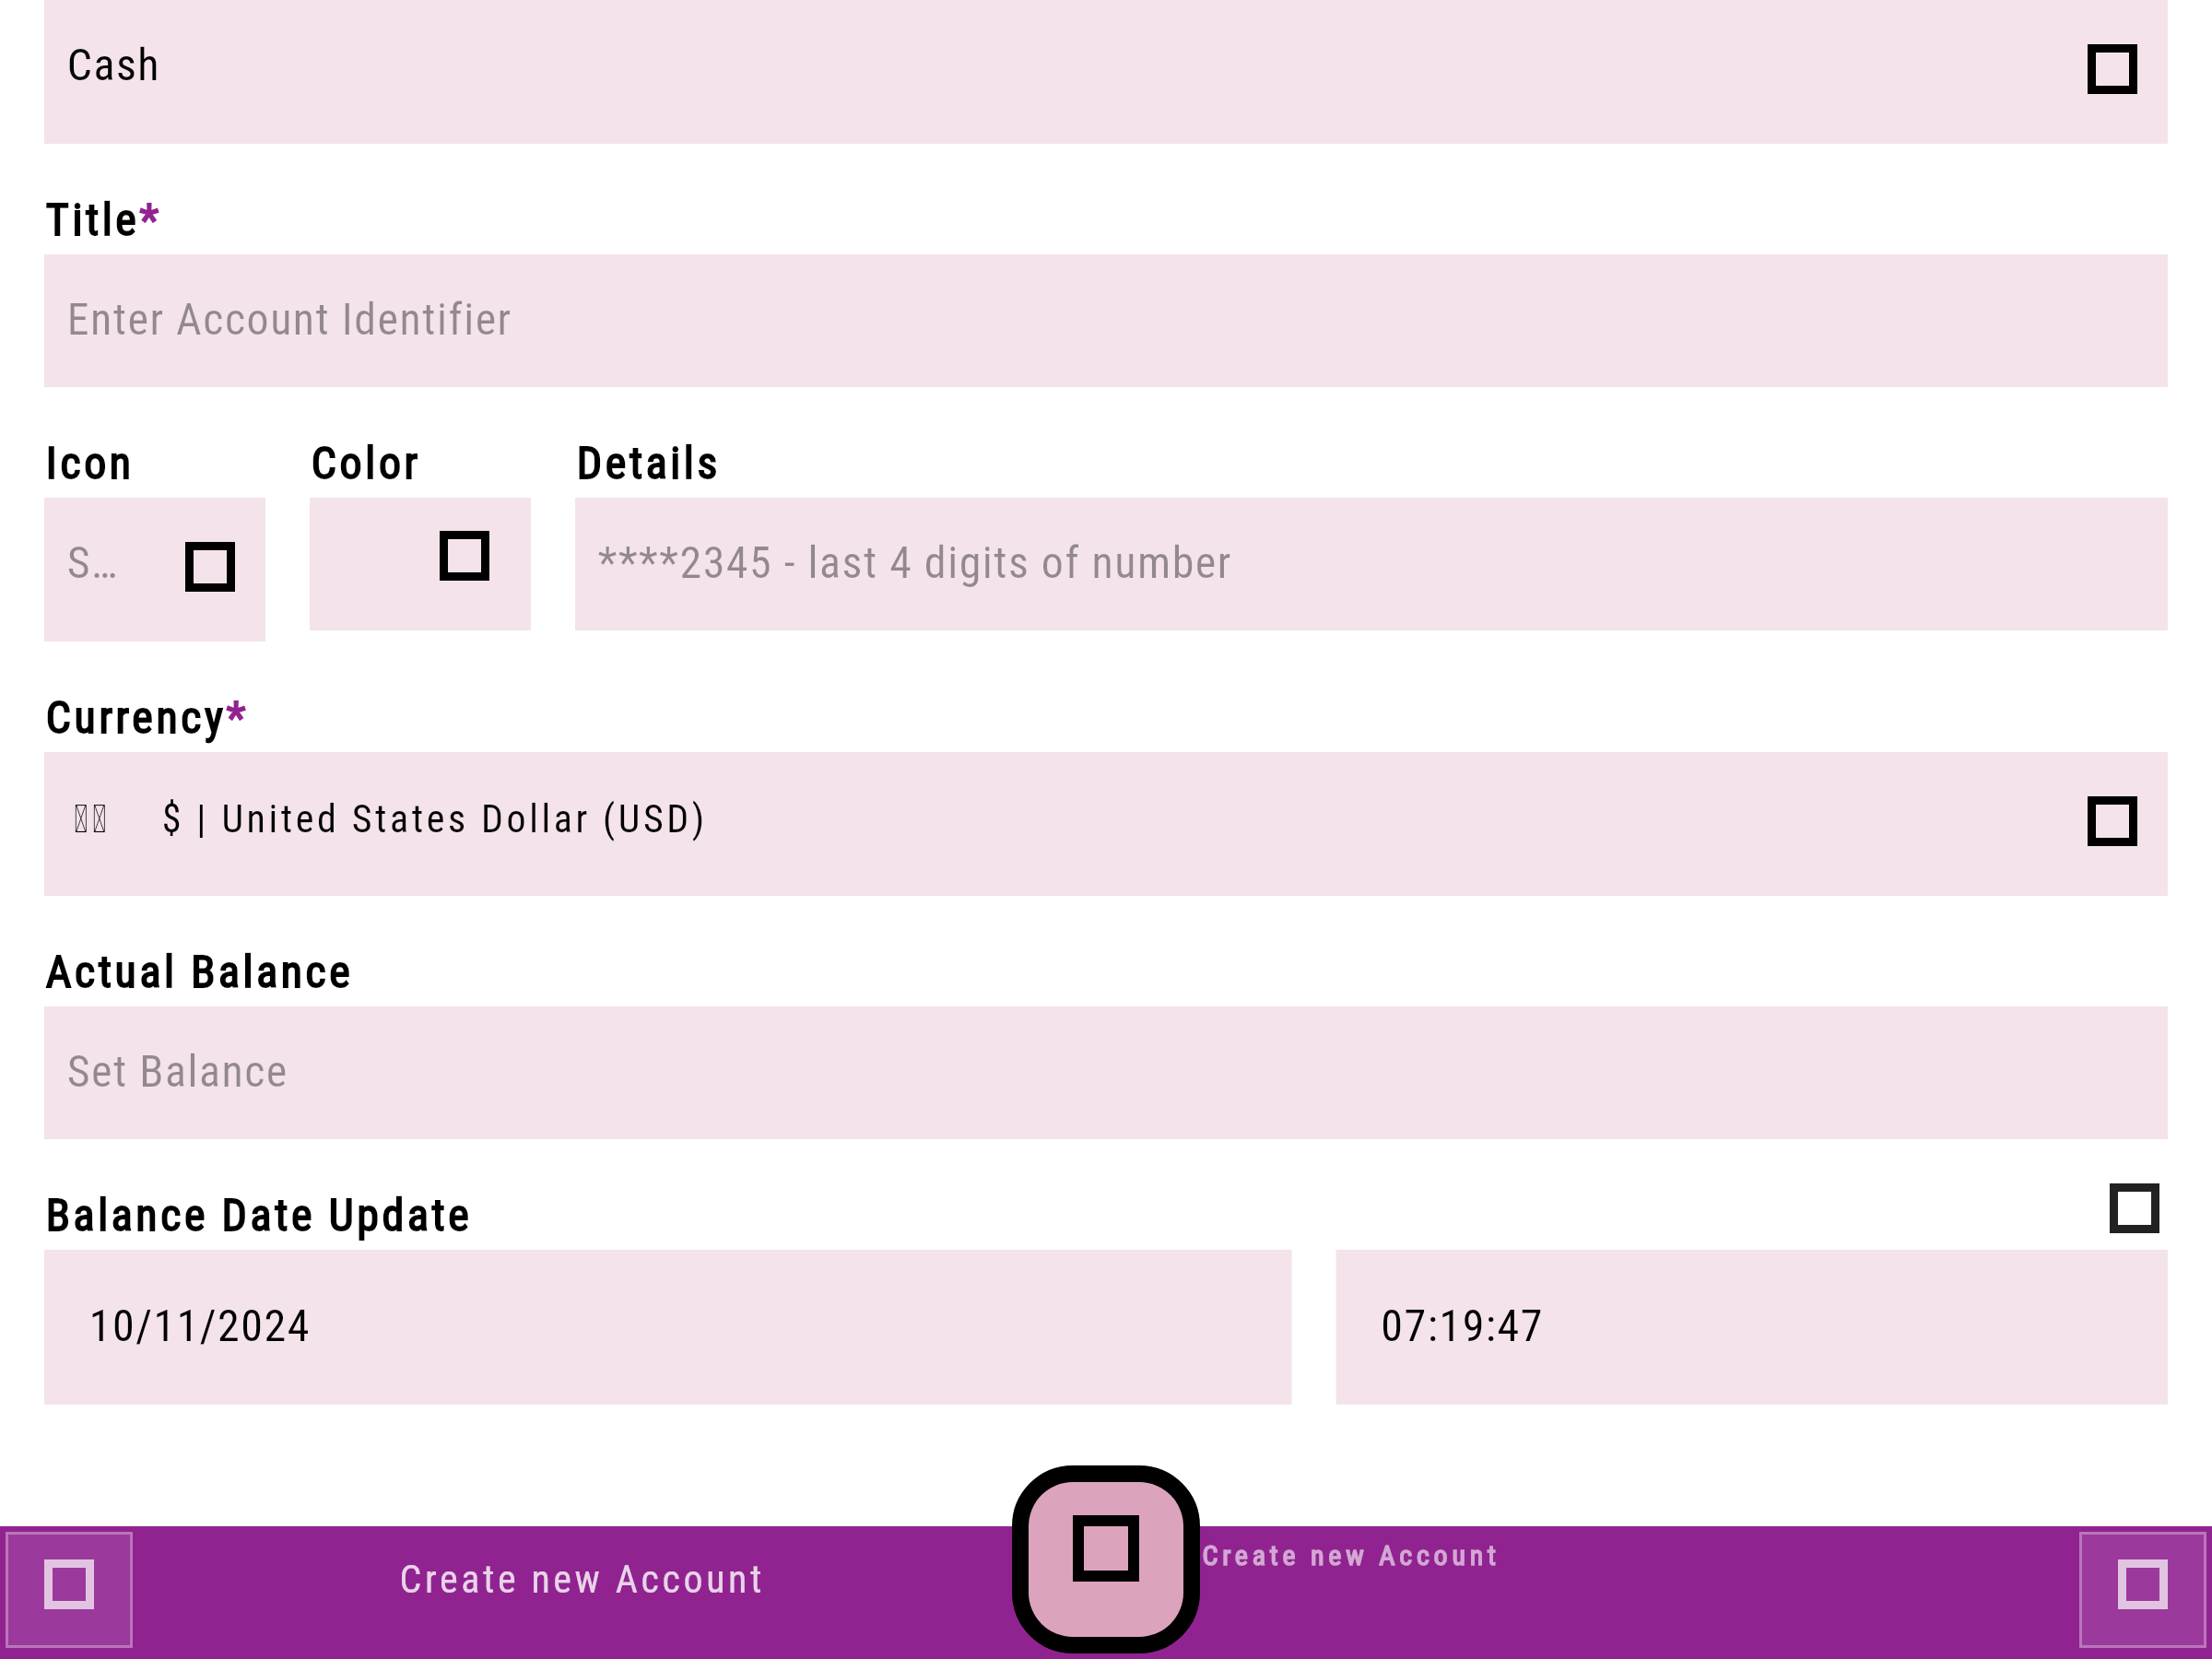 Cash
Title*
Enter Account Identifier
Icon Color Details
S… ****2345 - last 4 digits of number
Currency*
$ | United States Dollar (USD)
Actual Balance
Set Balance
Balance Date Update
10/11/2024 07:19:47
Create new Account Create new Account